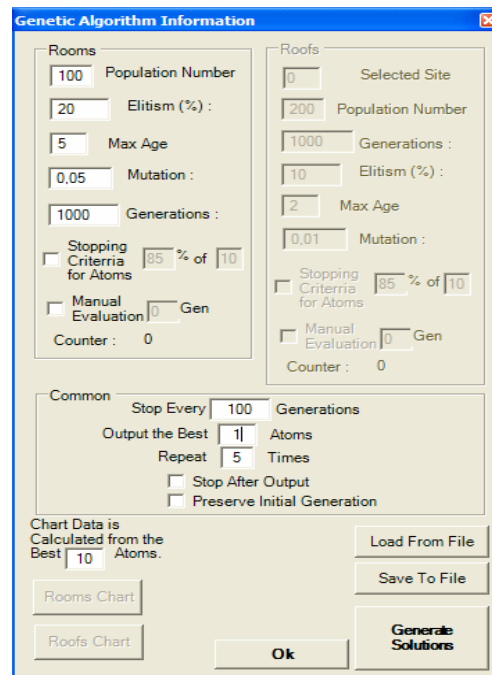 Genetic Algorithm Information
Rooms
100 Population Number
20 Elitism (%) :
5 Max Age
0,05 Mutation :
1000 Generations :
Stopping
Criterria 85 % of 10
for Atoms
Manual
Evaluation 0 Gen
Counter : 0
Roofs
0 Selected Site
200 Population Number
1000 Generations :
10 Elitism (%) :
2 Max Age
0,01 Mutation :
Stopping
Criterria 85 % of 10
for Atoms
Manual
Evaluation 0 Gen
Counter : 0
Common
Stop Every 100 Generations
Output the Best 1 Atoms
Repeat 5 Times
Stop After Output
Preserve Initial Generation
Chart Data is
Calculated from the
Best 10 Atoms.
Rooms Chart
Roofs Chart
Load From File
Save To File
Generate
Solutions
Ok